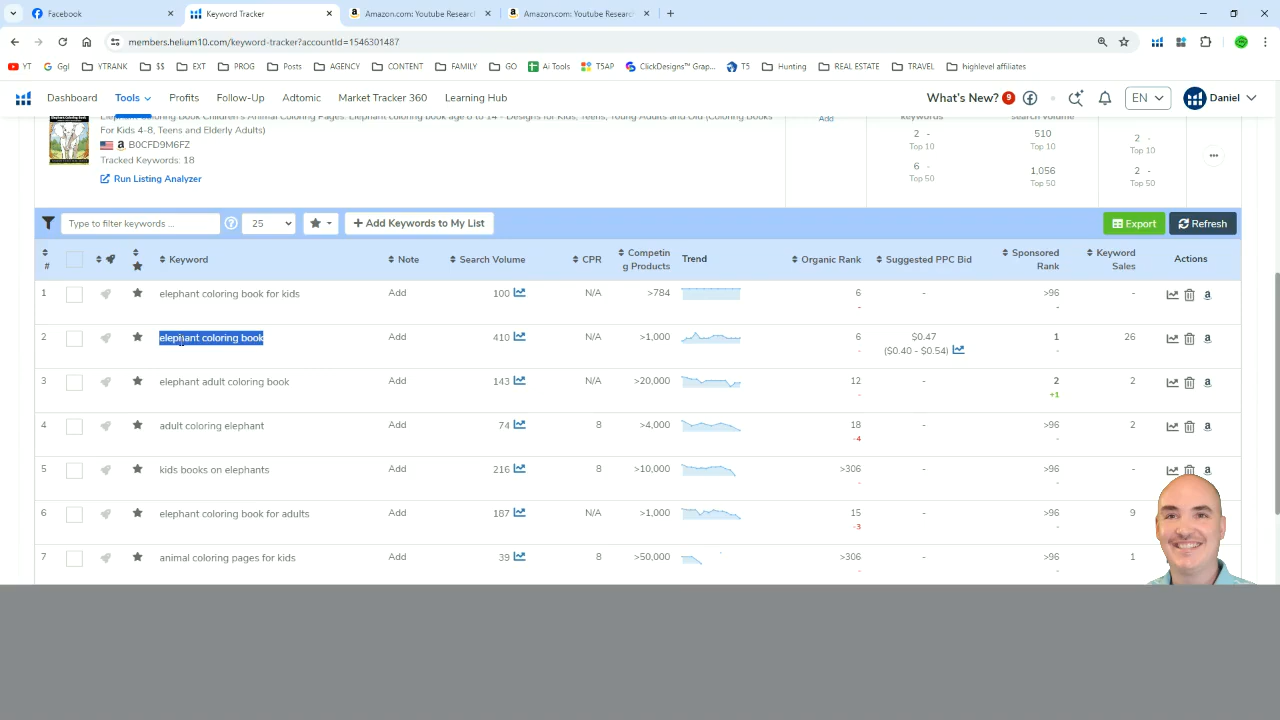 Facebook
Keyword Tracker
Amazon.com: Youtube Researc
Amazon.com: Youtube Researc
members.helium10.com/keyword-tracker?accountId=1546301487
YT
Ggl
YTRANK
$$
EXT
PROG
Posts
AGENCY
CONTENT
FAMILY
GO
Ai Tools
T5AP
ClickDesigns™ Grap...
T5
Hunting
REAL ESTATE
TRAVEL
highlevel affiliates
Dashboard
Tools
Profits
Follow-Up
Adtomic
Market Tracker 360
Learning Hub
What's New? 9
EN
Daniel
Elephant Coloring Book Children's Animal Coloring Pages: Elephant Coloring book age 8 to 14 - Designs for Kids, Teens, Young Adults and Old (Coloring Books
For Kids 4-8, Teens and Elderly Adults)
B0CFD9M6FZ
Tracked Keywords: 18
Run Listing Analyzer
Add
keywords
2 -
Top 10
6 -
Top 50
search volume
510
Top 10
1,056
Top 50
2 -
Top 10
2 -
Top 50
Type to filter keywords ...
25
+ Add Keywords to My List
Export
Refresh
#
Keyword
Note
Search Volume
CPR
Competin
g Products
Trend
Organic Rank
Suggested PPC Bid
Sponsored
Rank
Keyword
Sales
Actions
1 elephant coloring book for kids Add 100 N/A >784 6 - >96 -
- -
2 elephant coloring book Add 410 N/A >1,000 6 $0.47 1 26
- ($0.40 - $0.54) -
3 elephant adult coloring book Add 143 N/A >20,000 12 - 2 2
- +1
4 adult coloring elephant Add 74 8 >4,000 18 - >96 2
-4 -
5 kids books on elephants Add 216 8 >10,000 >306 - >96 -
- -
6 elephant coloring book for adults Add 187 N/A >1,000 15 - >96 9
-3 -
7 animal coloring pages for kids Add 39 8 >50,000 >306 - >96 1
- -